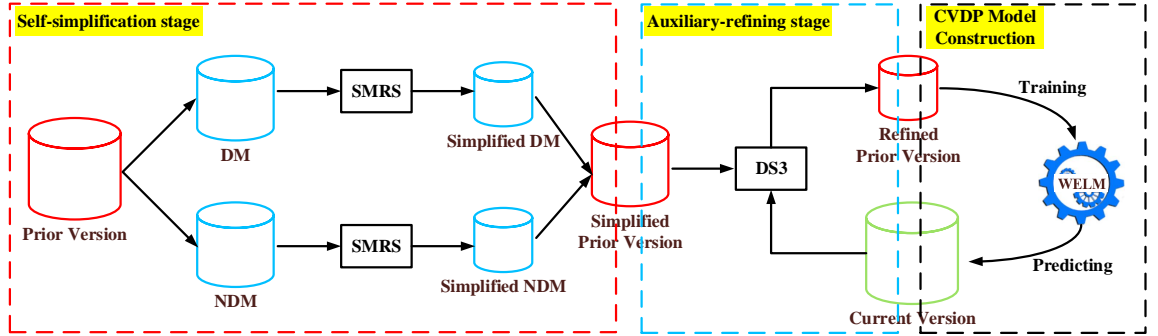 Self-simplification stage
Auxiliary-refining stage
CVDP Model
Construction
Prior Version
DM
SMRS
Simplified DM
NDM
SMRS
Simplified NDM
Simplified
Prior Version
DS3
Refined
Prior Version
Current Version
Training
WELM
Predicting